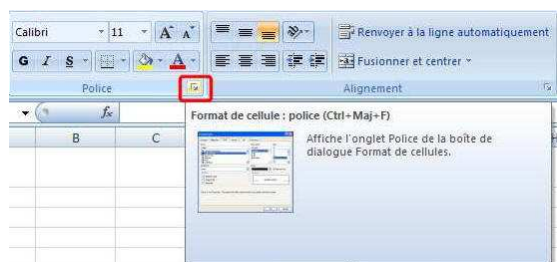 Calibri 11 A A Renvoyer à la ligne automatiquement
G I S A Fusionner et centrer
Police Alignement
fx
Format de cellule : police (Ctrl+Maj+F)
B C
Affiche l'onglet Police de la boîte de
dialogue Format de cellules.